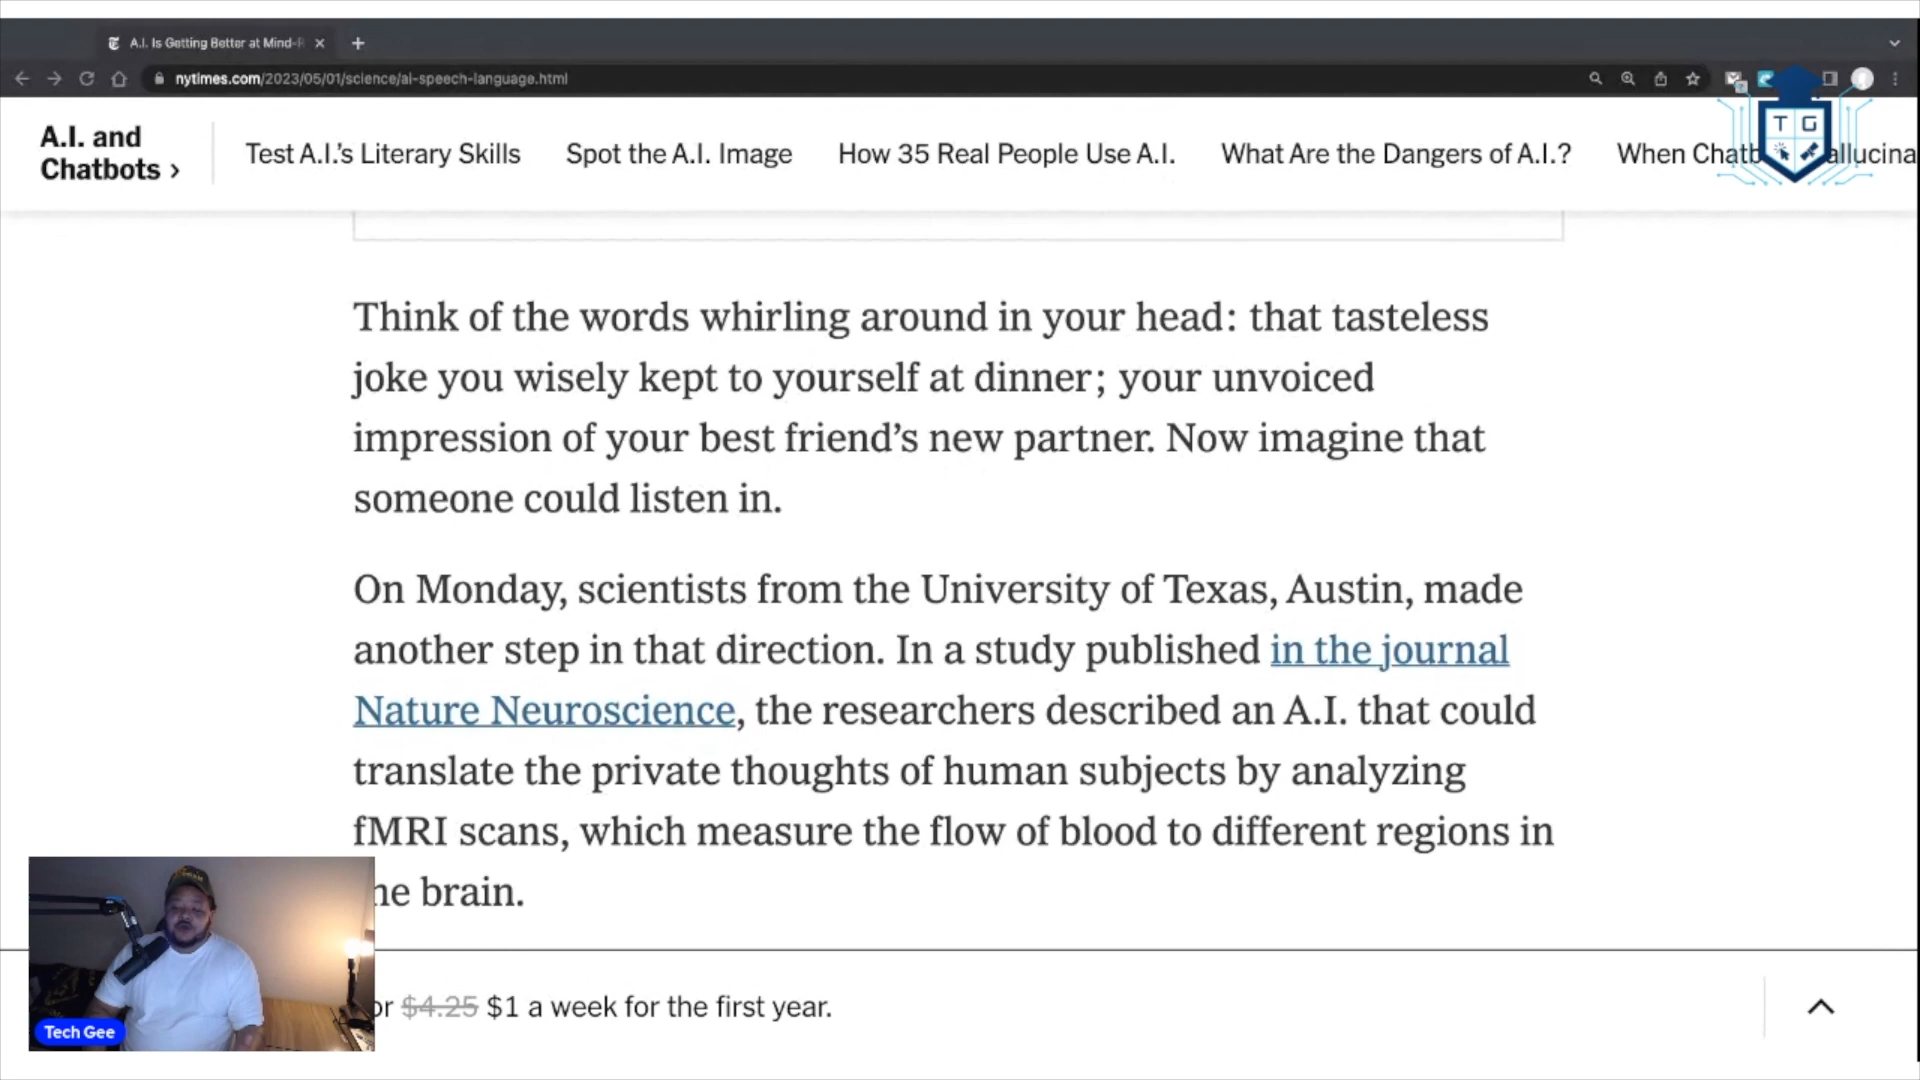 A.I. Is Getting Better at Mind-R
nytimes.com/2023/05/01/science/ai-speech-language.html
A.I. and
Chatbots >
Test A.I.'s Literary Skills
Spot the A.I. Image
How 35 Real People Use A.I.
What Are the Dangers of A.I.?
When Chatb allucina
T G
Think of the words whirling around in your head: that tasteless
joke you wisely kept to yourself at dinner; your unvoiced
impression of your best friend’s new partner. Now imagine that
someone could listen in.
On Monday, scientists from the University of Texas, Austin, made
another step in that direction. In a study published in the journal
Nature Neuroscience, the researchers described an A.I. that could
translate the private thoughts of human subjects by analyzing
fMRI scans, which measure the flow of blood to different regions in
he brain.
or $4.25 $1 a week for the first year.
Tech Gee